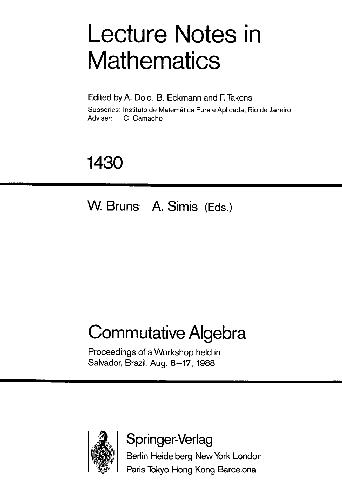 Lecture Notes in
Mathematics
Edited by A. Dold, B. Eckmann and F. Takens
Subseries: Instituto de Matemática Pura e Aplicada, Rio de Janeiro
Adviser: C. Camacho
1430
W. Bruns A. Simis (Eds.)
Commutative Algebra
Proceedings of a Workshop held in
Salvador, Brazil, Aug. 8–17, 1988
Springer-Verlag
Berlin Heidelberg New York London
Paris Tokyo Hong Kong Barcelona